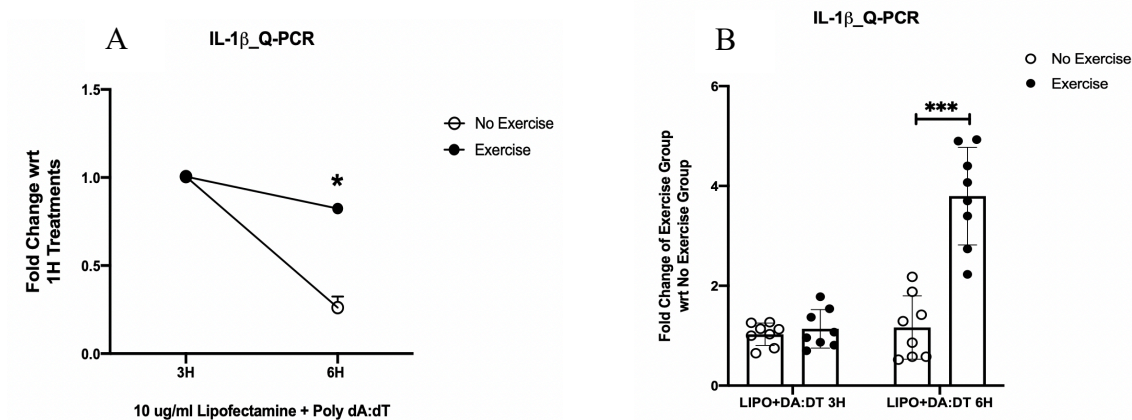 A
IL-1β_Q-PCR
Fold Change wrt
1H Treatments
1.5
1.0
0.5
0.0
*
3H
6H
10 ug/ml Lipofectamine + Poly dA:dT
No Exercise
Exercise
B
IL-1β_Q-PCR
Fold Change of Exercise Group
wrt No Exercise Group
6
4
2
0
***
LIPO+DA:DT 3H
LIPO+DA:DT 6H
No Exercise
Exercise